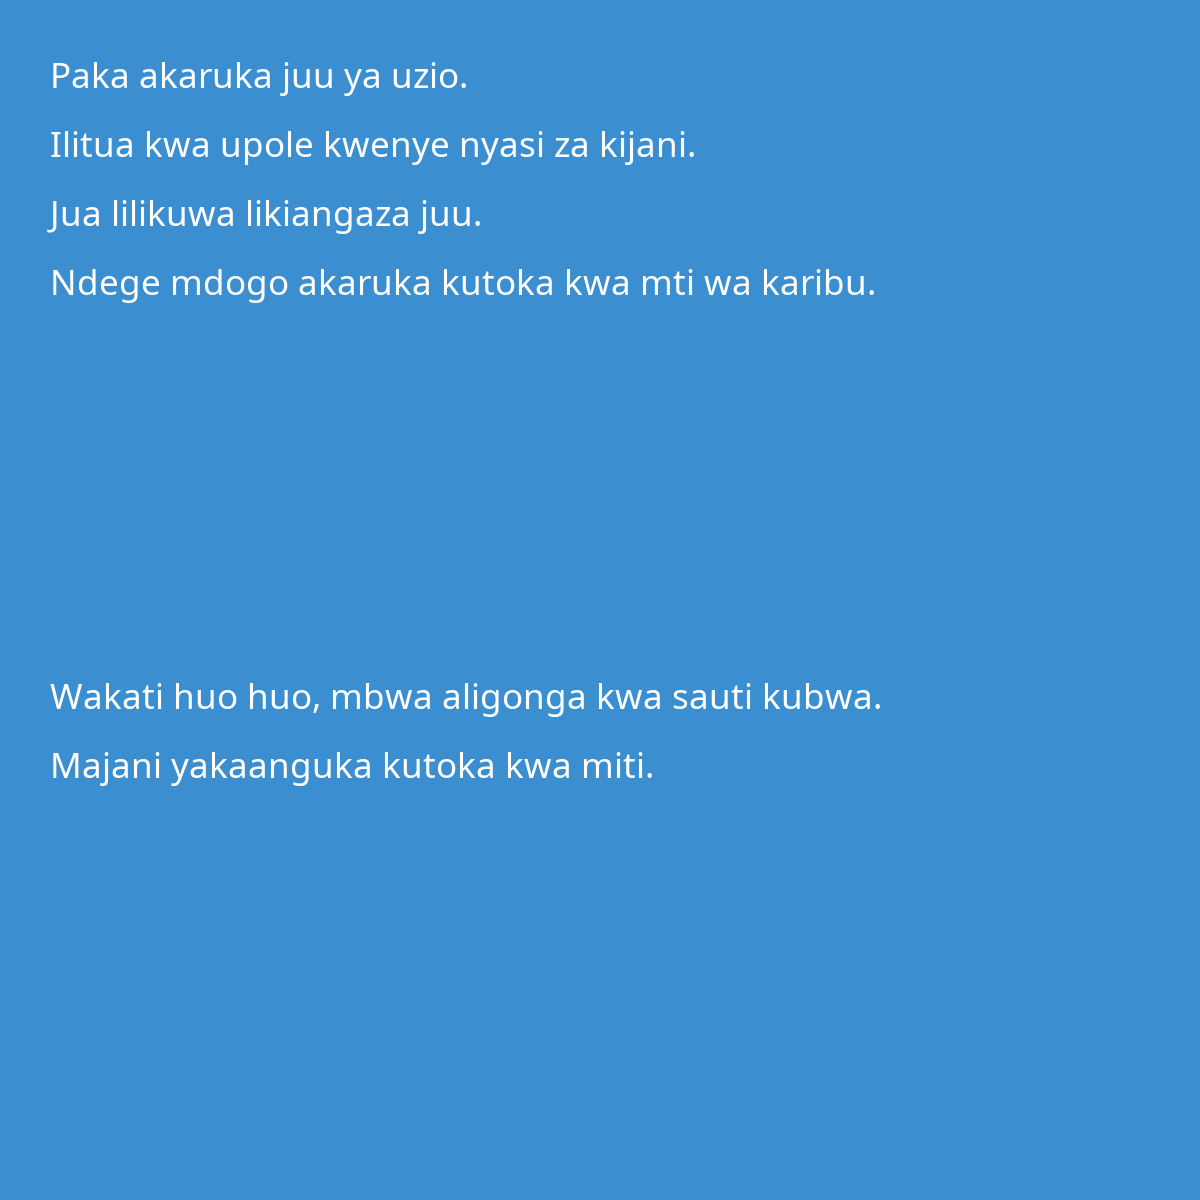 Paka akaruka juu ya uzio.
Ilitua kwa upole kwenye nyasi za kijani.
Jua lilikuwa likiangaza juu.
Ndege mdogo akaruka kutoka kwa mti wa karibu.
Wakati huo huo, mbwa aligonga kwa sauti kubwa.
Majani yakaanguka kutoka kwa miti.